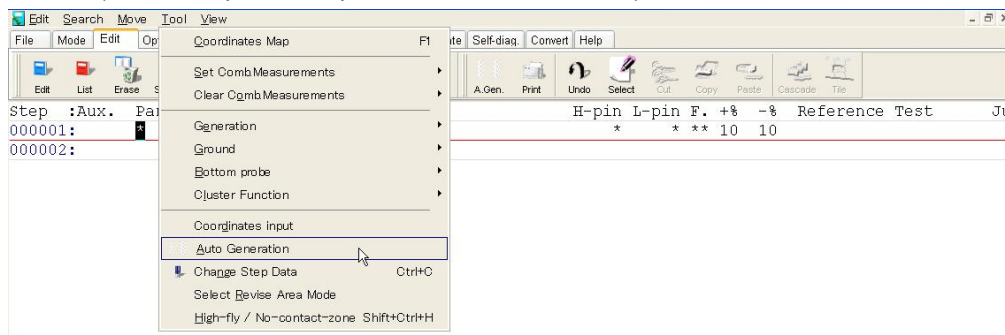 Edit Search Move Tool View
File Mode Edit Op te Self-diag. Convert Help
Edit List Erase S A.Gen. Print Undo Select Cut Copy Paste Cascade Tile
Step :Aux. Par H-pin L-pin F. +% -% Reference Test Ju
000001: * * * ** 10 10
000002:
Coordinates Map F1
Set Comb.Measurements
Clear Comb.Measurements
Generation
Ground
Bottom probe
Cluster Function
Coordinates input
Auto Generation
Change Step Data Ctrl+C
Select Revise Area Mode
High-fly / No-contact-zone Shift+Ctrl+H